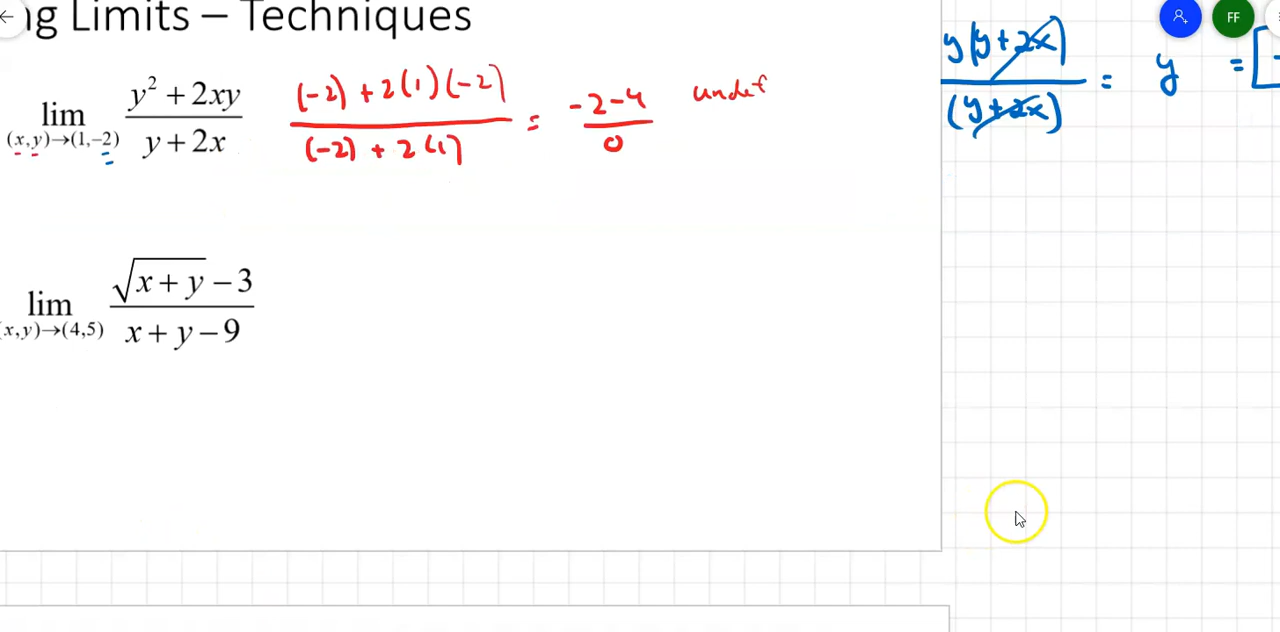 ng Limits – Techniques
FF
lim (x,y)→(1,−2) (y² + 2xy)/(y + 2x) ((-2) + 2(1)(-2))/((-2) + 2(1)) = (-2-4)/0 undef
y(y+2x)/(y+2x) = y =
lim x,y)→(4,5) (√(x + y) − 3)/(x + y − 9)